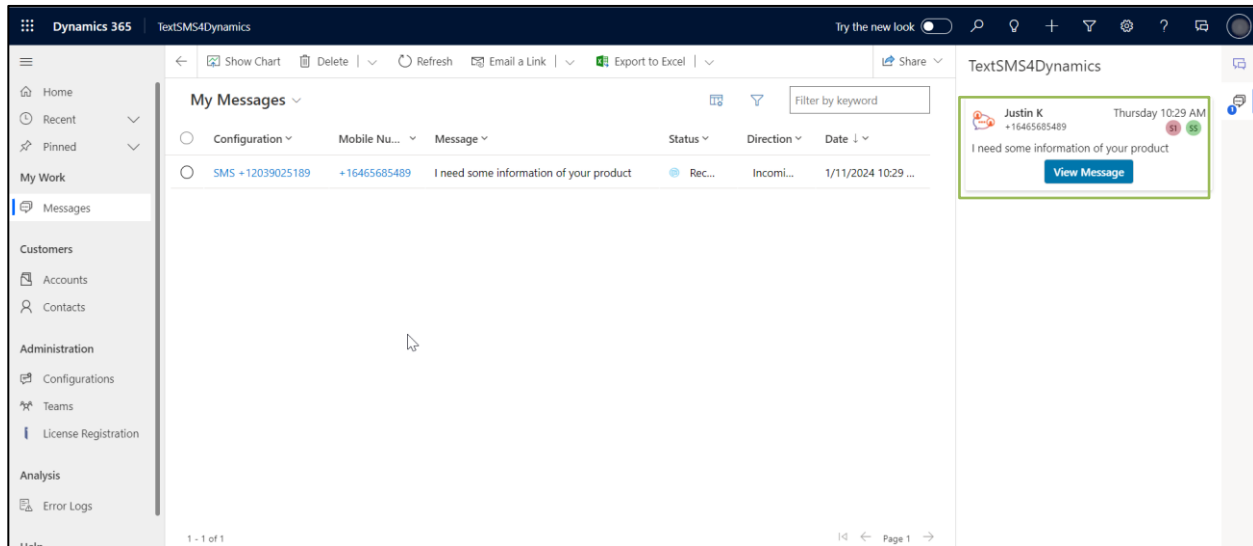 Dynamics 365 TextSMS4Dynamics Try the new look
Show Chart Delete Refresh Email a Link Export to Excel Share
Home
Recent
Pinned
My Work
Messages
Customers
Accounts
Contacts
Administration
Configurations
Teams
License Registration
Analysis
Error Logs
My Messages Filter by keyword
Configuration Mobile Nu... Message Status Direction Date ↓
SMS +12039025189 +16465685489 I need some information of your product Rec... Incomi... 1/11/2024 10:29 ...
1 - 1 of 1 Page 1
TextSMS4Dynamics
Justin K Thursday 10:29 AM
+16465685489 S1 SS
I need some information of your product
View Message
1